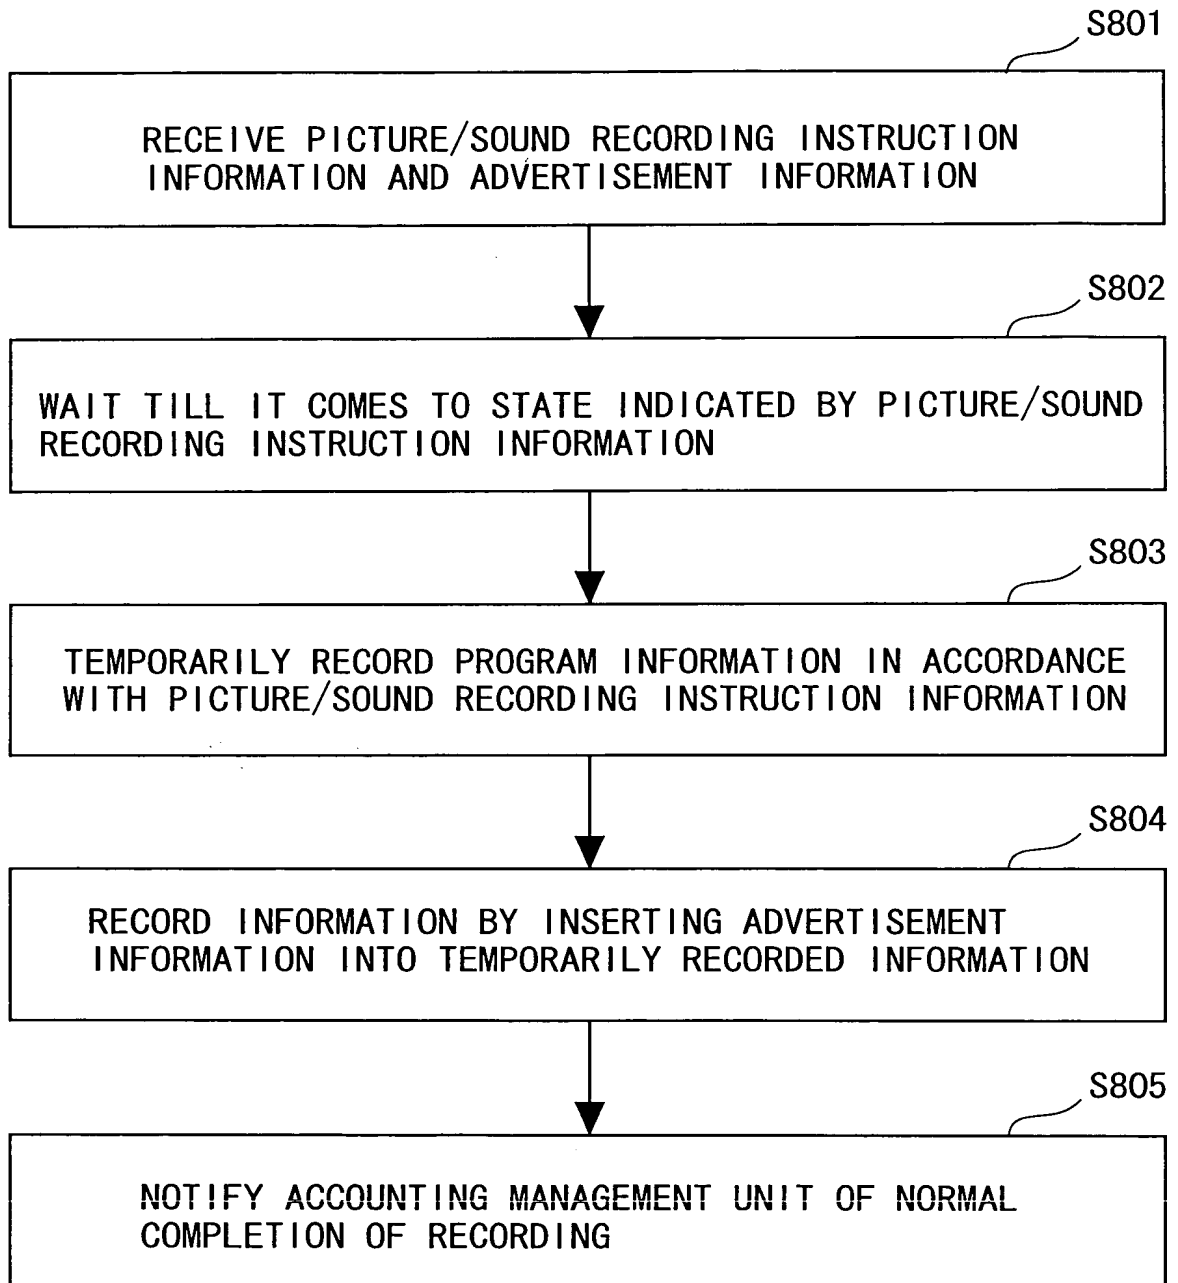 S801
RECEIVE PICTURE/SOUND RECORDING INSTRUCTION
INFORMATION AND ADVERTISEMENT INFORMATION
S802
WAIT TILL IT COMES TO STATE INDICATED BY PICTURE/SOUND
RECORDING INSTRUCTION INFORMATION
S803
TEMPORARILY RECORD PROGRAM INFORMATION IN ACCORDANCE
WITH PICTURE/SOUND RECORDING INSTRUCTION INFORMATION
S804
RECORD INFORMATION BY INSERTING ADVERTISEMENT
INFORMATION INTO TEMPORARILY RECORDED INFORMATION
S805
NOTIFY ACCOUNTING MANAGEMENT UNIT OF NORMAL
COMPLETION OF RECORDING